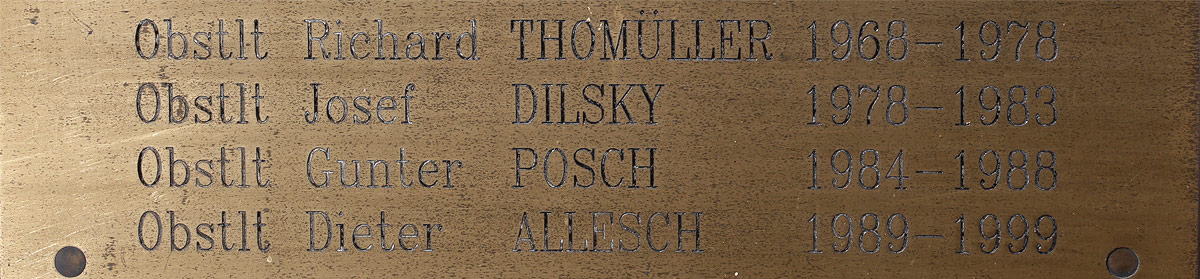 Obstlt Richard THOMÜLLER 1968-1978
Obstlt Josef DILSKY 1978-1983
Obstlt Gunter POSCH 1984-1988
Obstlt Dieter ALLESCH 1989-1999